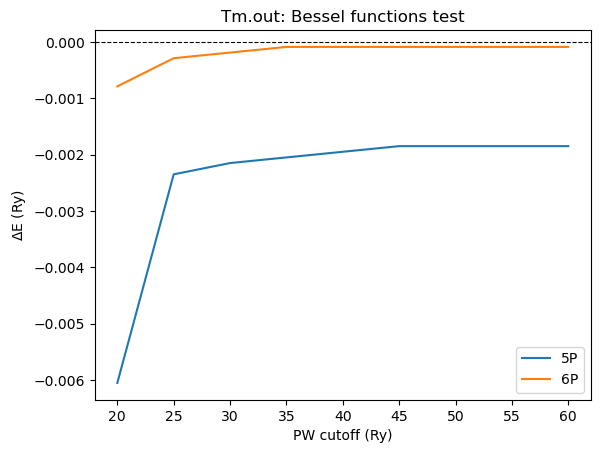 Tm.out: Bessel functions test
0.000
−0.001
−0.002
−0.003
−0.004
−0.005
−0.006
ΔE (Ry)
5P
6P
20 25 30 35 40 45 50 55 60
PW cutoff (Ry)